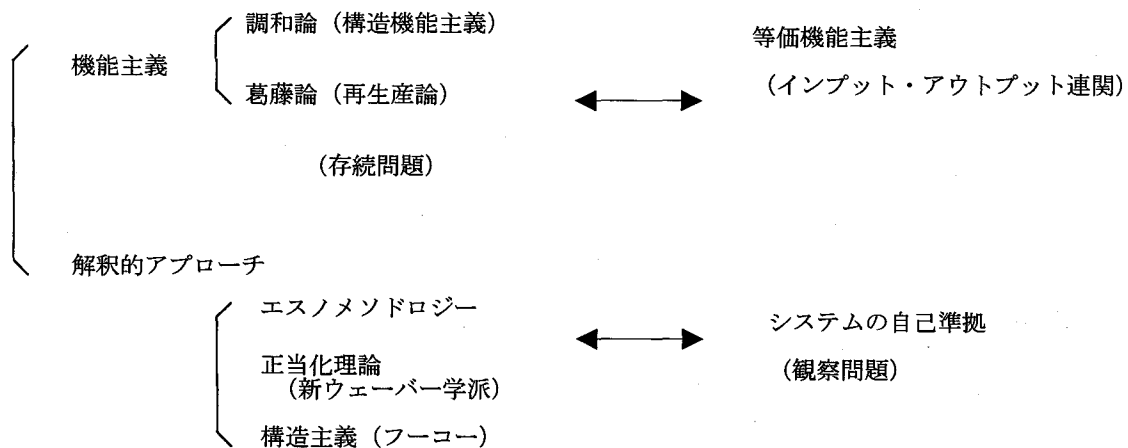 調和論（構造機能主義）
等価機能主義
機能主義
（インプット・アウトプット連関）
葛藤論（再生産論）
（存続問題）
解釈的アプローチ
エスノメソドロジー
システムの自己準拠
正当化理論
（観察問題）
（新ウェーバー学派）
構造主義（フーコー）